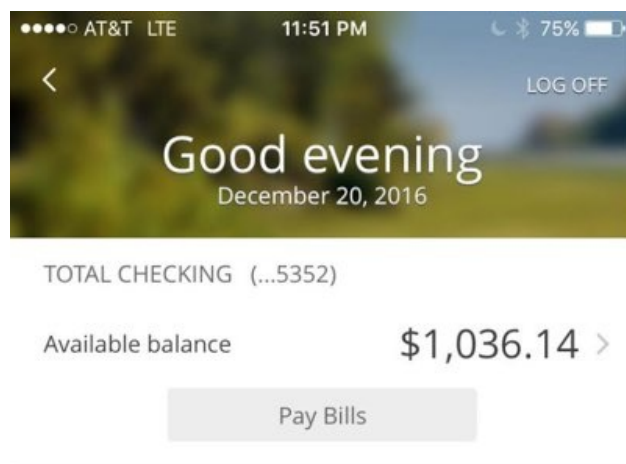 AT&T LTE 11:51 PM 75%
LOG OFF
Good evening
December 20, 2016
TOTAL CHECKING (...5352)
Available balance $1,036.14
Pay Bills